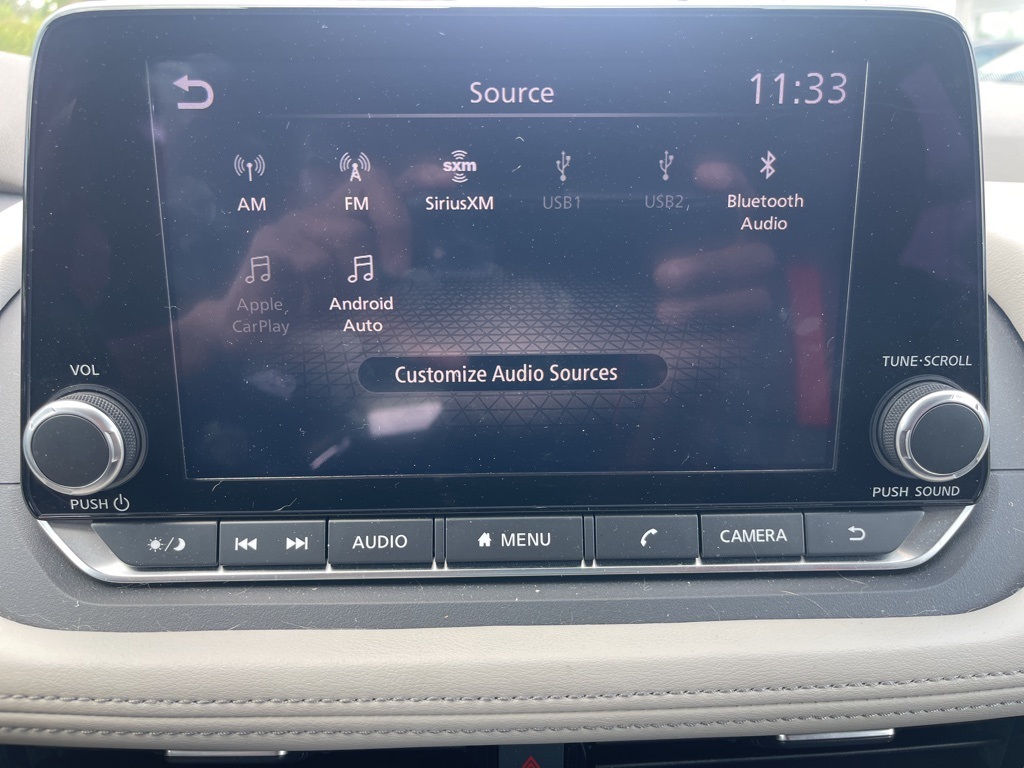 Source
11:33
sxm
AM
FM
SiriusXM
USB1
USB2
Bluetooth
Audio
Apple
CarPlay
Android
Auto
Customize Audio Sources
VOL
TUNE·SCROLL
PUSH
PUSH SOUND
AUDIO
MENU
CAMERA